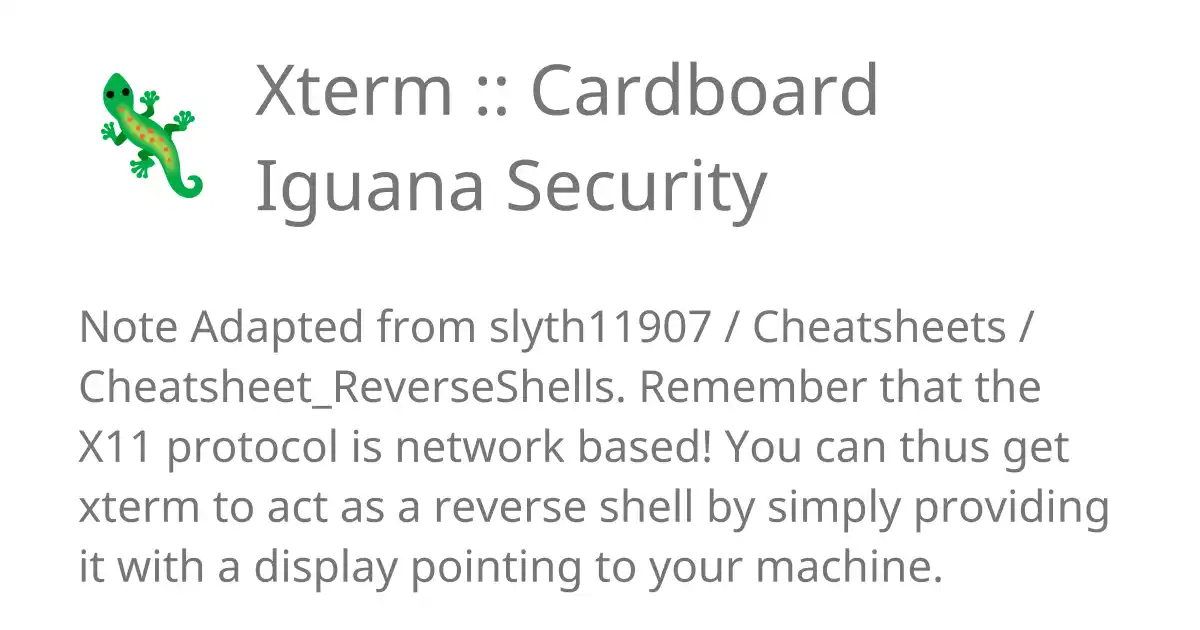 Xterm :: Cardboard
Iguana Security
Note Adapted from slyth11907 / Cheatsheets /
Cheatsheet_ReverseShells. Remember that the
X11 protocol is network based! You can thus get
xterm to act as a reverse shell by simply providing
it with a display pointing to your machine.